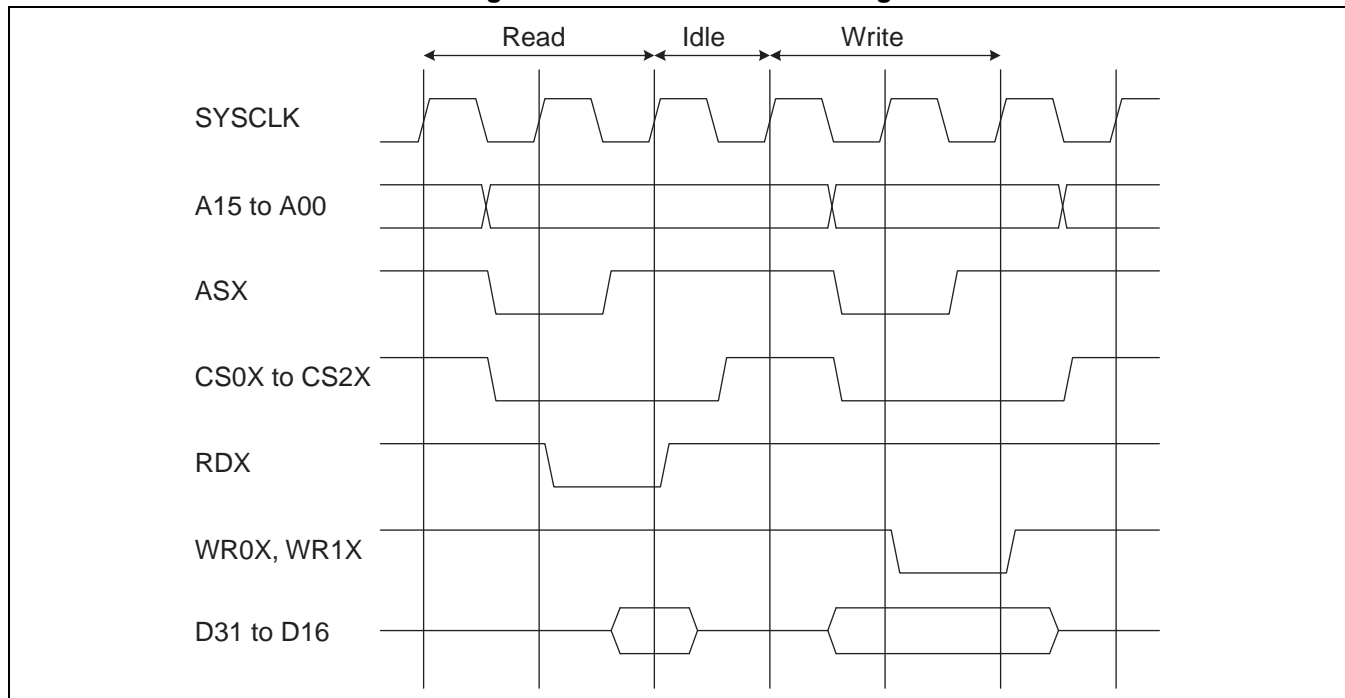 Read Idle Write
SYSCLK
A15 to A00
ASX
CS0X to CS2X
RDX
WR0X, WR1X
D31 to D16